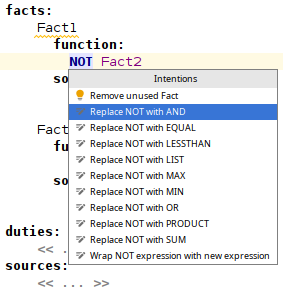 facts:
Fact1
function:
NOT Fact2
so
Intentions
Remove unused Fact
Replace NOT with AND
Replace NOT with EQUAL
Replace NOT with LESSTHAN
Replace NOT with LIST
Replace NOT with MAX
Replace NOT with MIN
Replace NOT with OR
Replace NOT with PRODUCT
Replace NOT with SUM
Wrap NOT expression with new expression
Fact
fu
so
duties:
<< .
sources:
<< ... >>